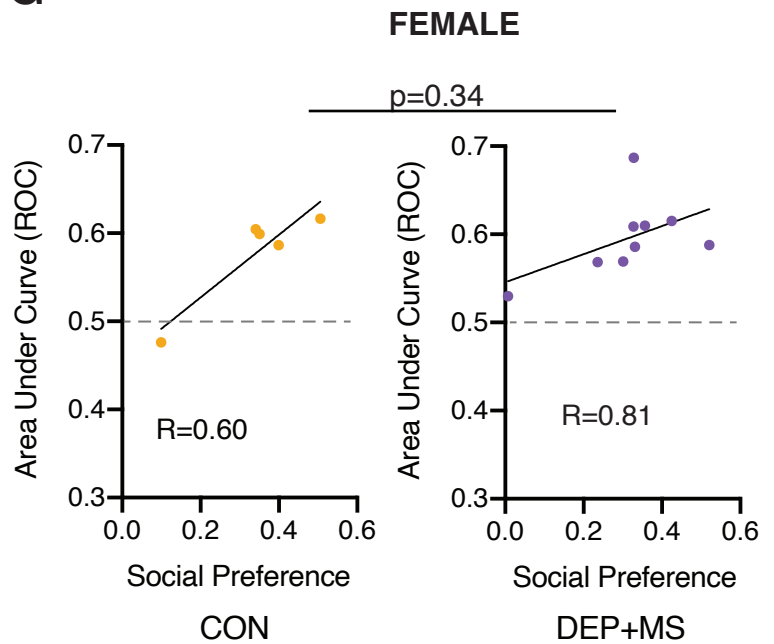 FEMALE
p=0.34
Area Under Curve (ROC)
0.7
0.6
0.5
0.4
0.3
R=0.60
0.0 0.2 0.4 0.6
Social Preference
CON
Area Under Curve (ROC)
0.7
0.6
0.5
0.4
0.3
R=0.81
0.0 0.2 0.4 0.6
Social Preference
DEP+MS